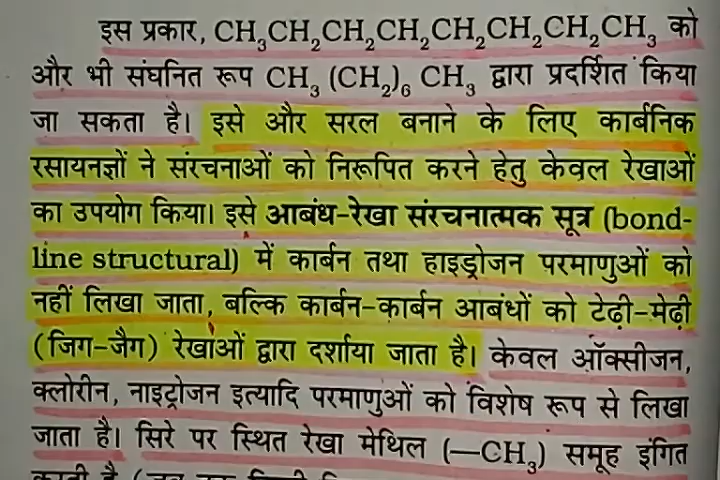 इस प्रकार, CH₃CH₂CH₂CH₂CH₂CH₂CH₂CH₃ को
और भी संघनित रूप CH₃ (CH₂)₆ CH₃ द्वारा प्रदर्शित किया
जा सकता है। इसे और सरल बनाने के लिए कार्बनिक
रसायनज्ञों ने संरचनाओं को निरूपित करने हेतु केवल रेखाओं
का उपयोग किया। इसे आबंध-रेखा संरचनात्मक सूत्र (bond-
line structural) में कार्बन तथा हाइड्रोजन परमाणुओं को
नहीं लिखा जाता, बल्कि कार्बन-कार्बन आबंधों को टेढ़ी-मेढ़ी
(जिग-जैग) रेखाओं द्वारा दर्शाया जाता है। केवल ऑक्सीजन,
क्लोरीन, नाइट्रोजन इत्यादि परमाणुओं को विशेष रूप से लिखा
जाता है। सिरे पर स्थित रेखा मेथिल (—CH₃) समूह इंगित